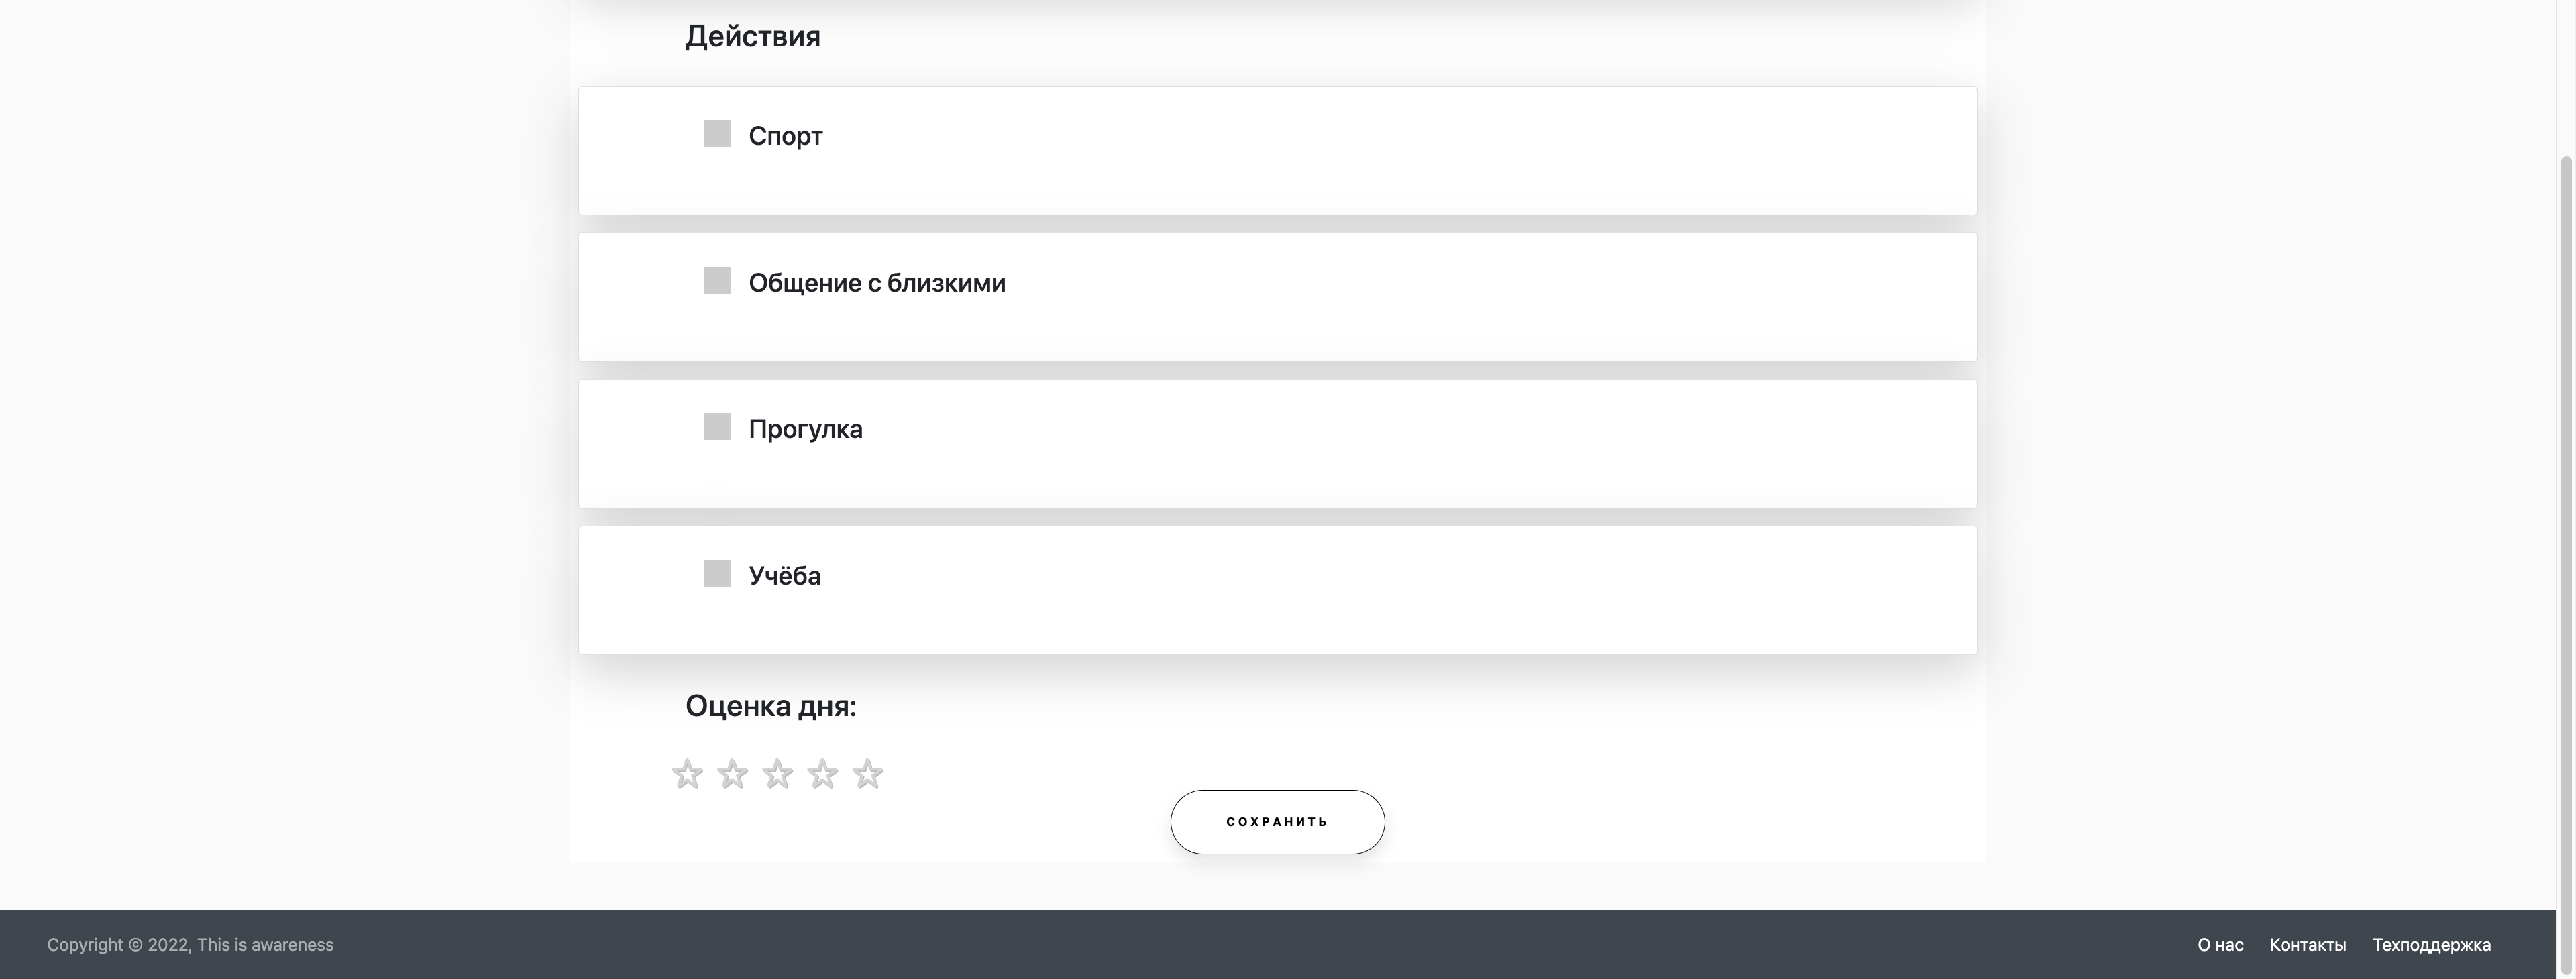 Действия
Спорт
Общение с близкими
Прогулка
Учёба
Оценка дня:
СОХРАНИТЬ
Copyright © 2022, This is awareness
О нас Контакты Техподдержка